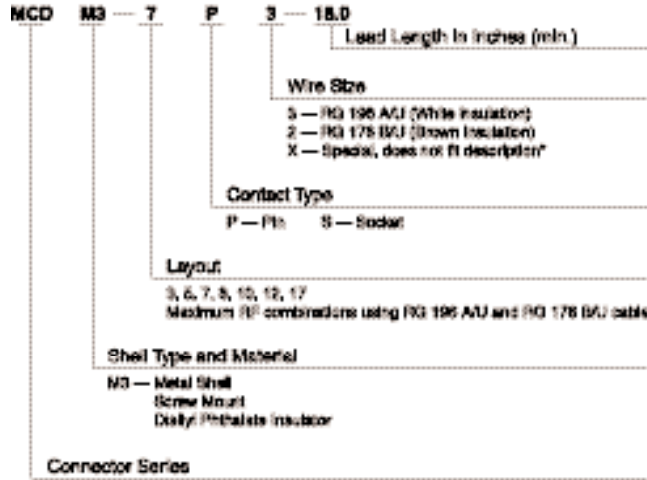 MCD M3 — 7 P 3 — 18.0
Lead Length in Inches (min.)
Wire Size
3 — RG 196 A/U (White Insulation)
2 — RG 178 B/U (Brown Insulation)
X — Special, does not fit description*
Contact Type
P — Pin S — Socket
Layout
3, 5, 7, 8, 10, 12, 17
Maximum RF combinations using RG 196 A/U and RG 178 B/U cable
Shell Type and Material
M3 — Metal Shell
Screw Mount
Diallyl Phthalate Insulator
Connector Series